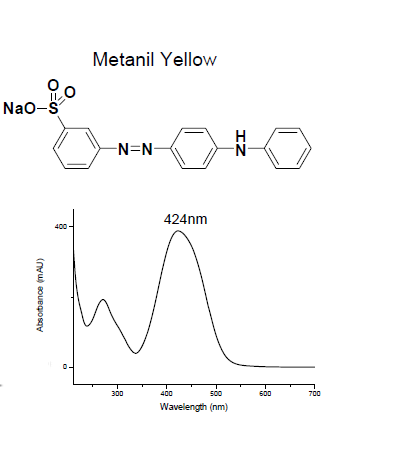 Metanil Yellow
O
O
NaO-S
N=N
H
N
424nm
400
Absorbance (mAU)
0
300 400 500 600 700
Wavelength (nm)